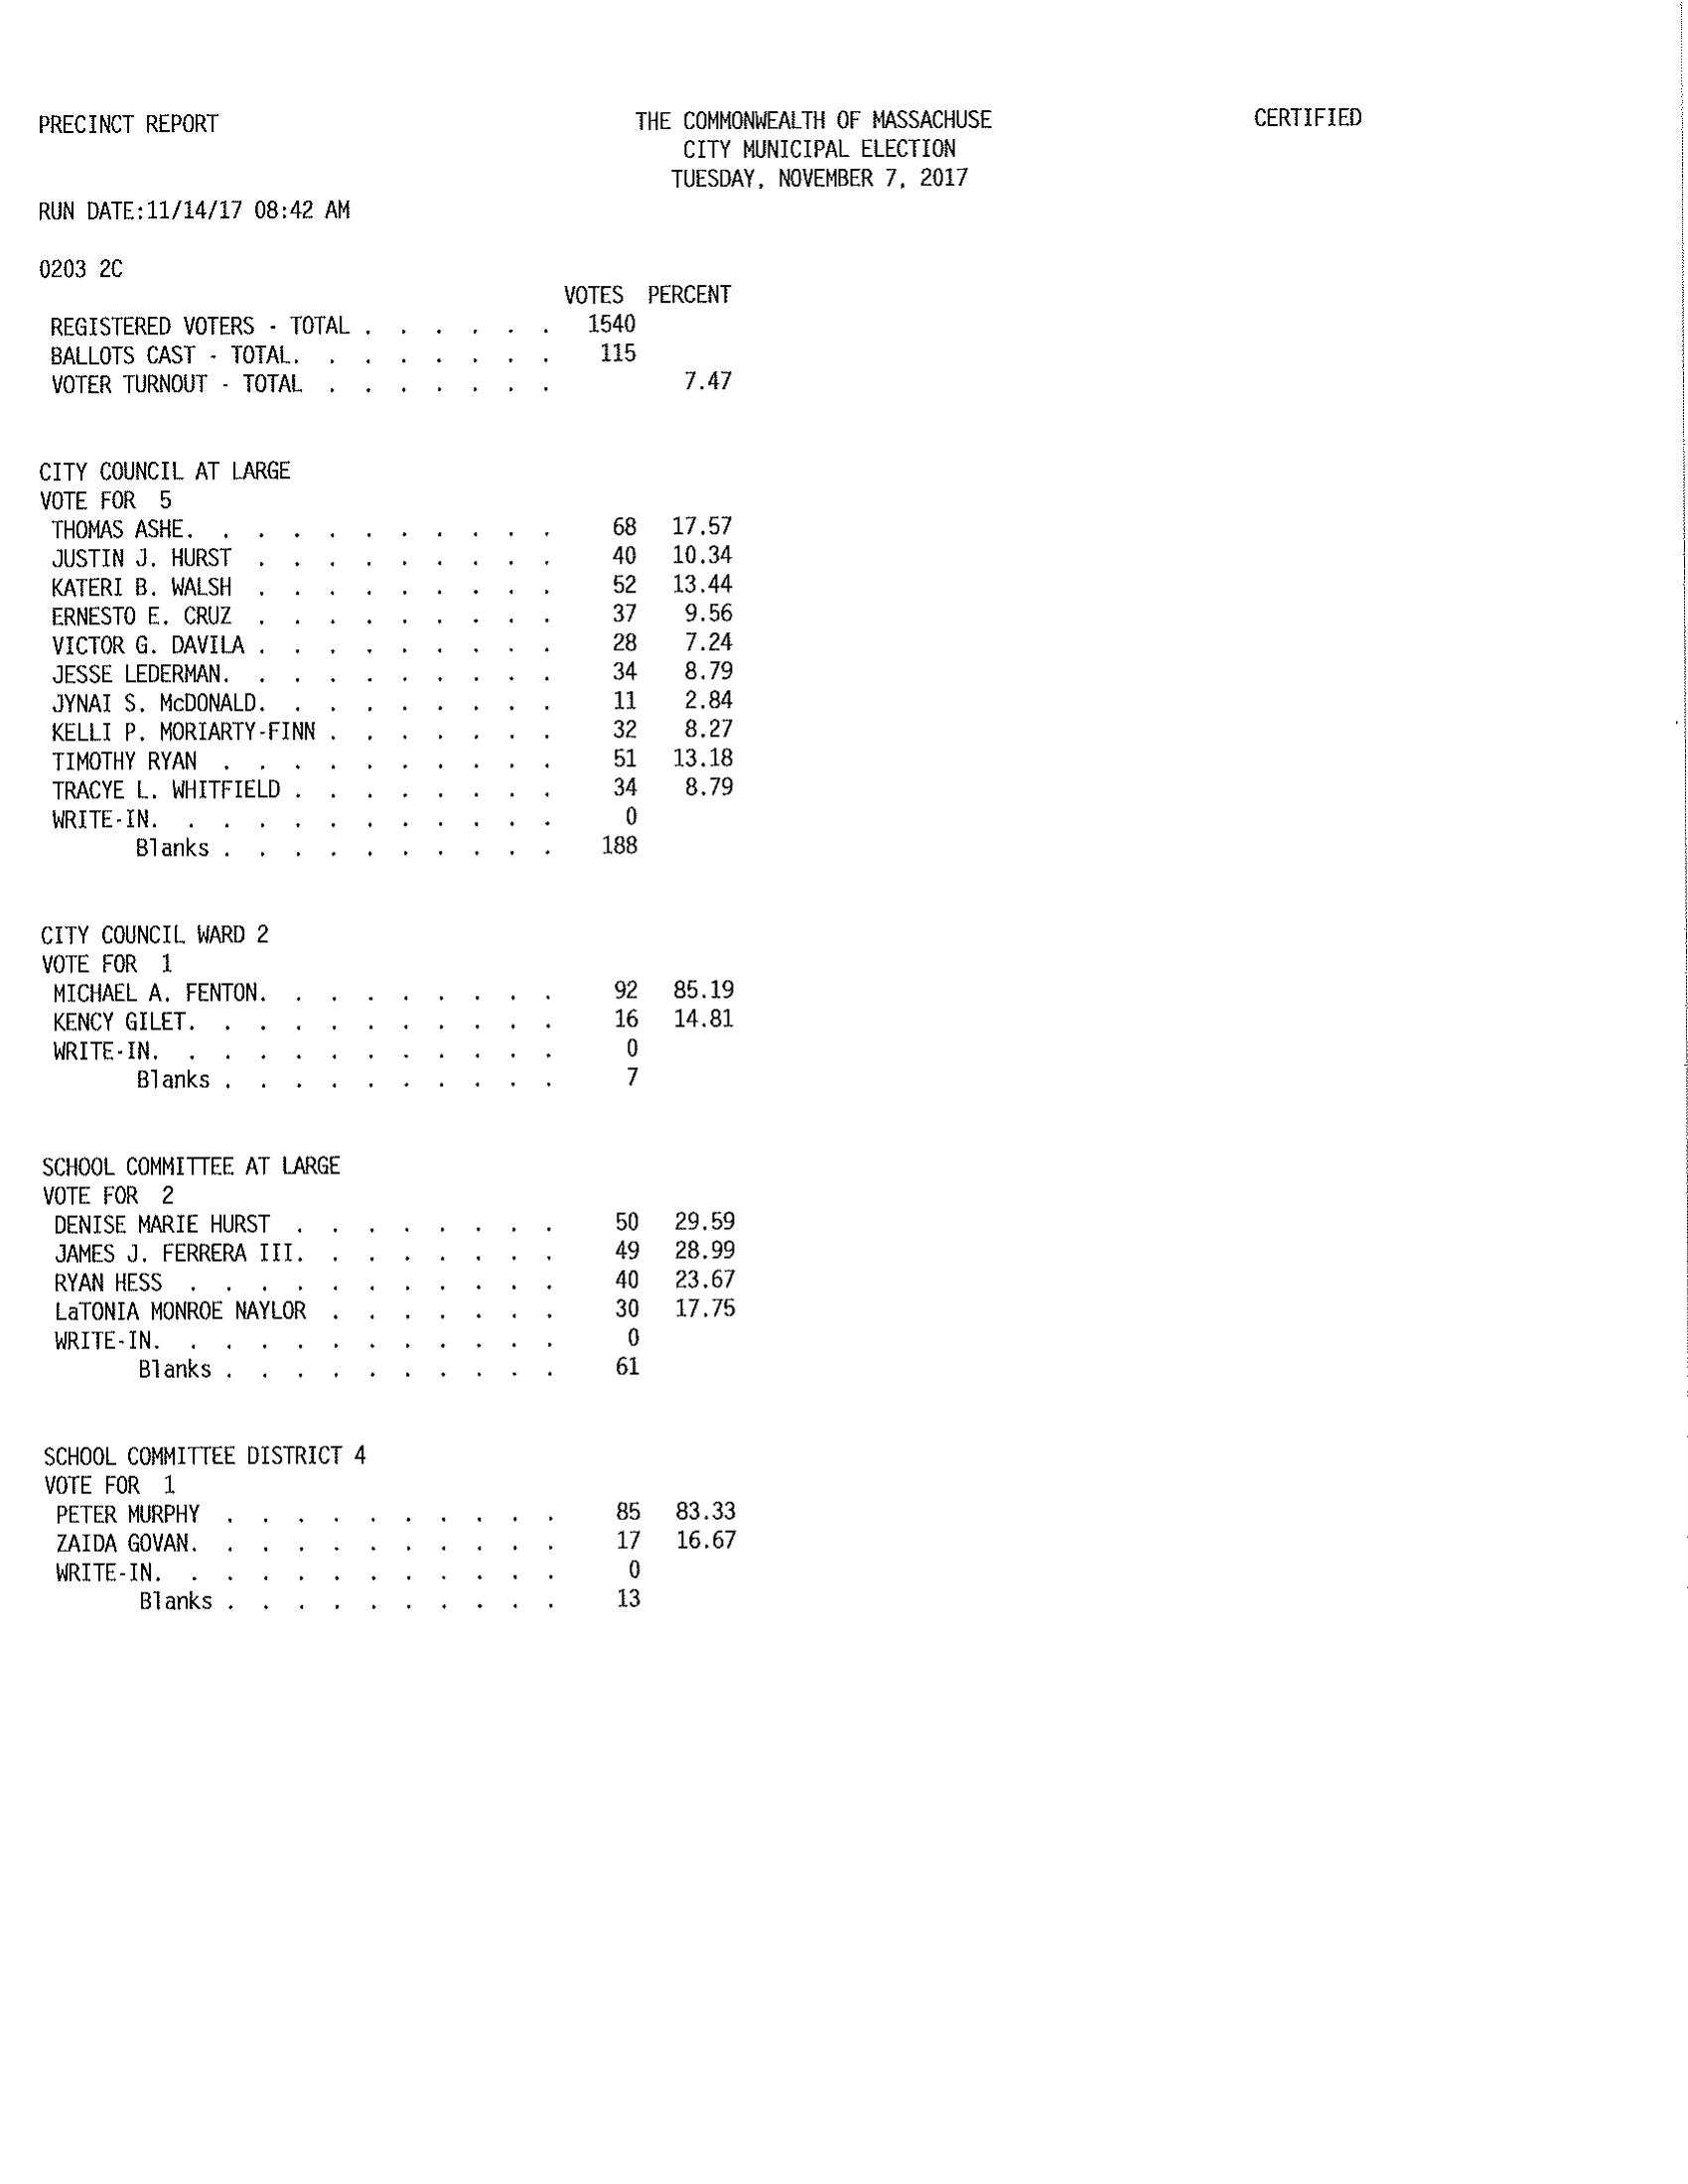 PRECINCT REPORT THE COMMONWEALTH OF MASSACHUSE CERTIFIED
CITY MUNICIPAL ELECTION
TUESDAY, NOVEMBER 7, 2017
RUN DATE:11/14/17 08:42 AM
0203 2C
VOTES PERCENT
REGISTERED VOTERS - TOTAL . . . . . . 1540
BALLOTS CAST - TOTAL. . . . . . . . 115
VOTER TURNOUT - TOTAL . . . . . . . 7.47
CITY COUNCIL AT LARGE
VOTE FOR 5
THOMAS ASHE. . . . . . . . . . . 68 17.57
JUSTIN J. HURST . . . . . . . . . 40 10.34
KATERI B. WALSH . . . . . . . . . 52 13.44
ERNESTO E. CRUZ . . . . . . . . . 37 9.56
VICTOR G. DAVILA . . . . . . . . . 28 7.24
JESSE LEDERMAN. . . . . . . . . . 34 8.79
JYNAI S. McDONALD. . . . . . . . . 11 2.84
KELLI P. MORIARTY-FINN . . . . . . . 32 8.27
TIMOTHY RYAN . . . . . . . . . . 51 13.18
TRACYE L. WHITFIELD . . . . . . . . 34 8.79
WRITE-IN. . . . . . . . . . . . 0
Blanks . . . . . . . . . . 188
CITY COUNCIL WARD 2
VOTE FOR 1
MICHAEL A. FENTON. . . . . . . . . 92 85.19
KENCY GILET. . . . . . . . . . . 16 14.81
WRITE-IN. . . . . . . . . . . . 0
Blanks . . . . . . . . . . 7
SCHOOL COMMITTEE AT LARGE
VOTE FOR 2
DENISE MARIE HURST . . . . . . . . 50 29.59
JAMES J. FERRERA III. . . . . . . . 49 28.99
RYAN HESS . . . . . . . . . . . 40 23.67
LaTONIA MONROE NAYLOR . . . . . . . 30 17.75
WRITE-IN. . . . . . . . . . . . 0
Blanks . . . . . . . . . . 61
SCHOOL COMMITTEE DISTRICT 4
VOTE FOR 1
PETER MURPHY . . . . . . . . . . 85 83.33
ZAIDA GOVAN. . . . . . . . . . . 17 16.67
WRITE-IN. . . . . . . . . . . . 0
Blanks . . . . . . . . . . 13